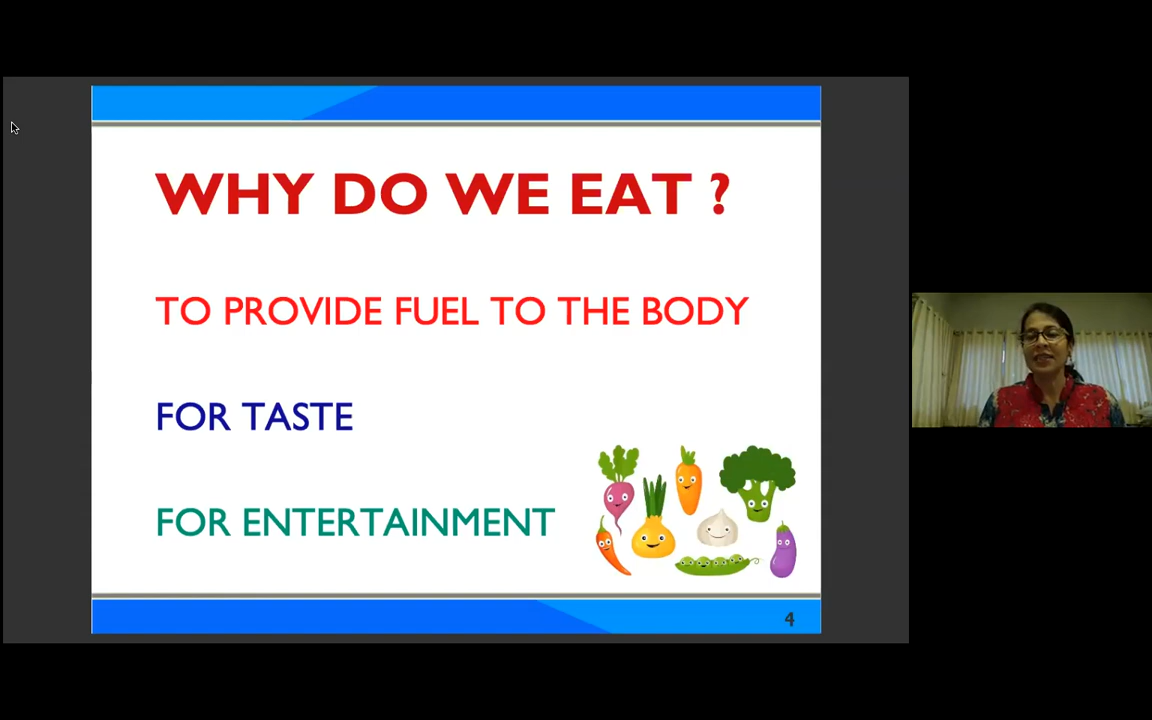 WHY DO WE EAT ?
TO PROVIDE FUEL TO THE BODY
FOR TASTE
FOR ENTERTAINMENT
4